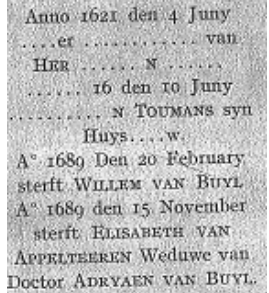 Anno 1621 den 4 Juny
....er ............ van
Her ...... n ......
...... 16 den 10 Juny
.......... n Toumans syn
Huys....w.
A° 1689 Den 20 February
sterft Willem van Buyl
A° 1689 den 15 November
sterft Elisabeth van
Appelteeren Weduwe van
Doctor Adryaen van Buyl.